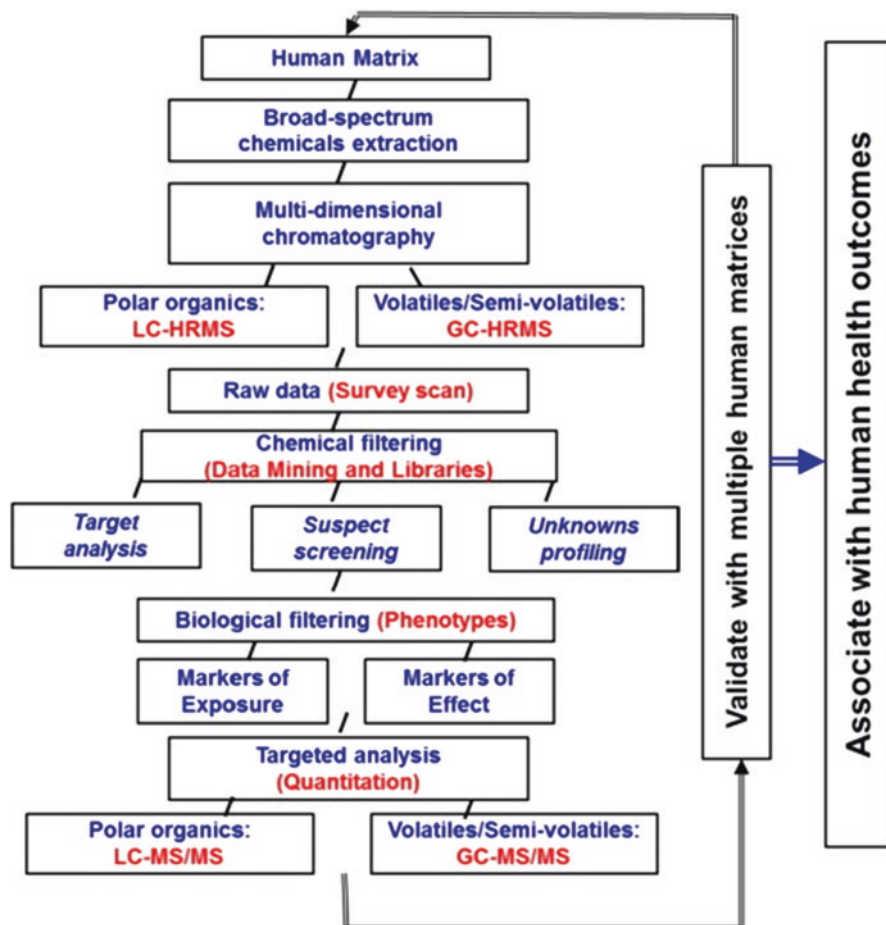 Human Matrix
Broad-spectrum
chemicals extraction
Multi-dimensional
chromatography
Polar organics:
LC-HRMS
Volatiles/Semi-volatiles:
GC-HRMS
Raw data (Survey scan)
Chemical filtering
(Data Mining and Libraries)
Target
analysis
Suspect
screening
Unknowns
profiling
Biological filtering (Phenotypes)
Markers of
Exposure
Markers of
Effect
Targeted analysis
(Quantitation)
Polar organics:
LC-MS/MS
Volatiles/Semi-volatiles:
GC-MS/MS
Validate with multiple human matrices
Associate with human health outcomes